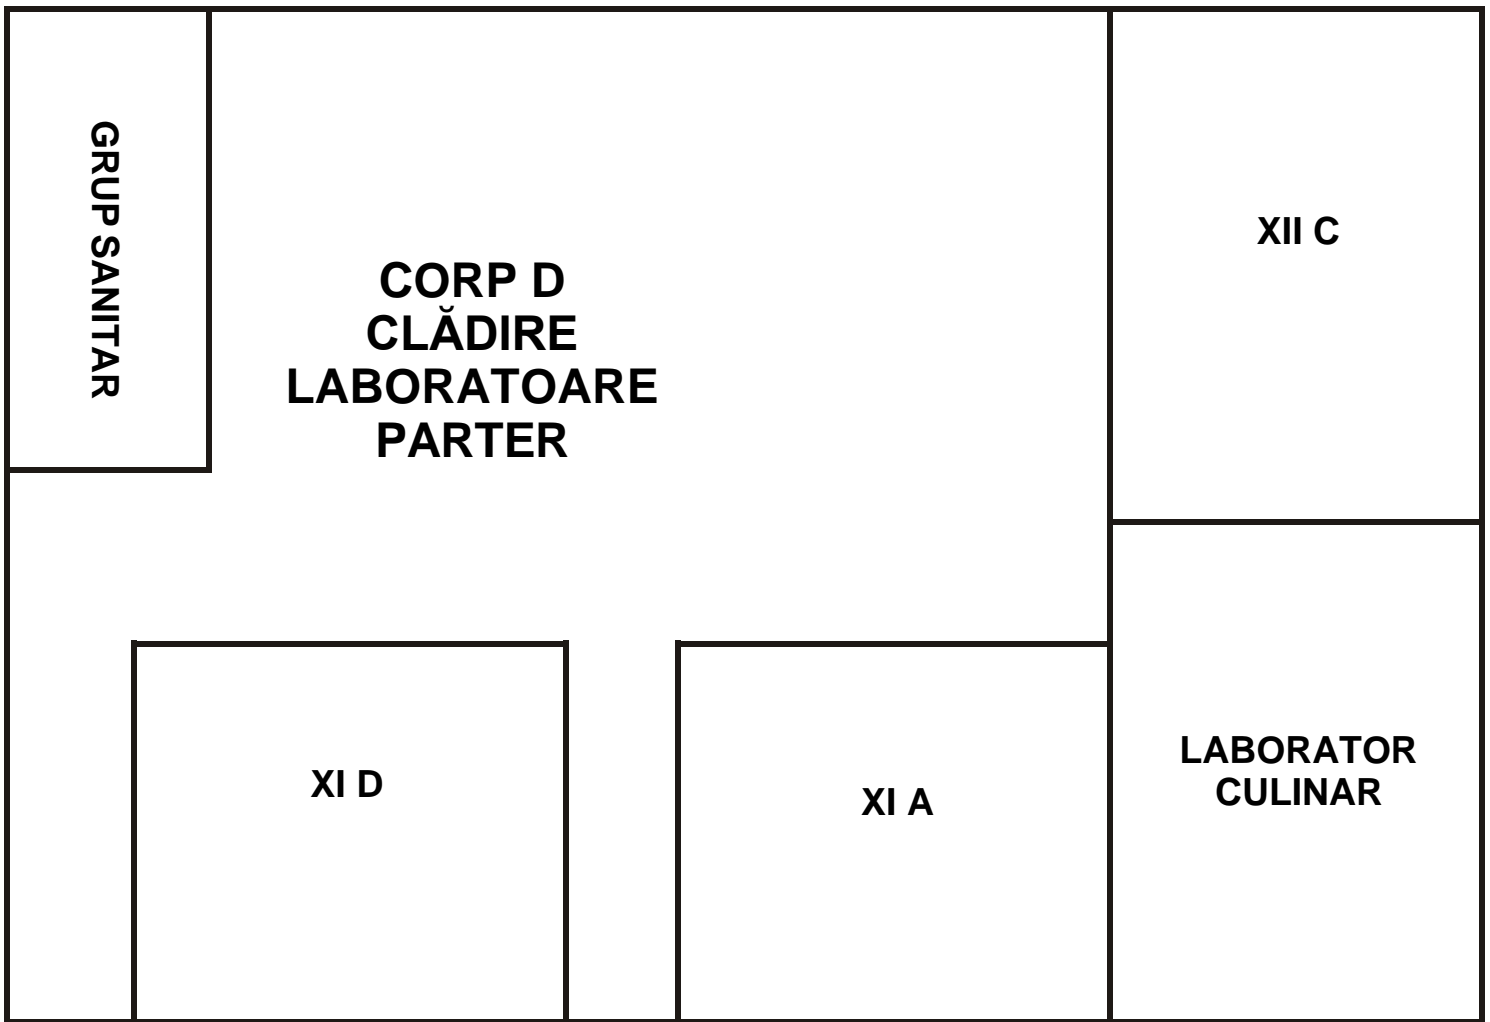 GRUP SANITAR
CORP D
CLĂDIRE
LABORATOARE
PARTER
XII C
XI D
XI A
LABORATOR
CULINAR